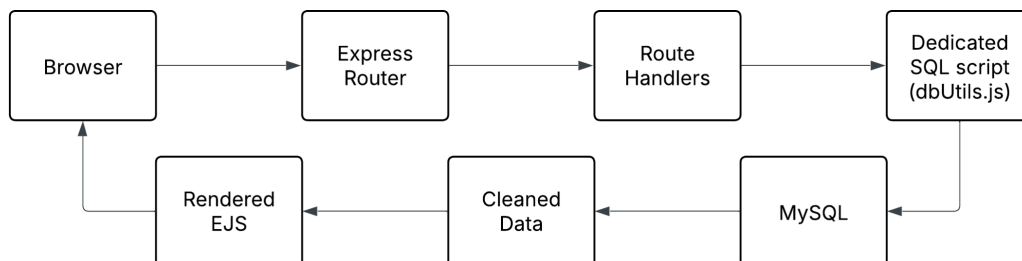 Browser
Express
Router
Route
Handlers
Dedicated
SQL script
(dbUtils.js)
Rendered
EJS
Cleaned
Data
MySQL